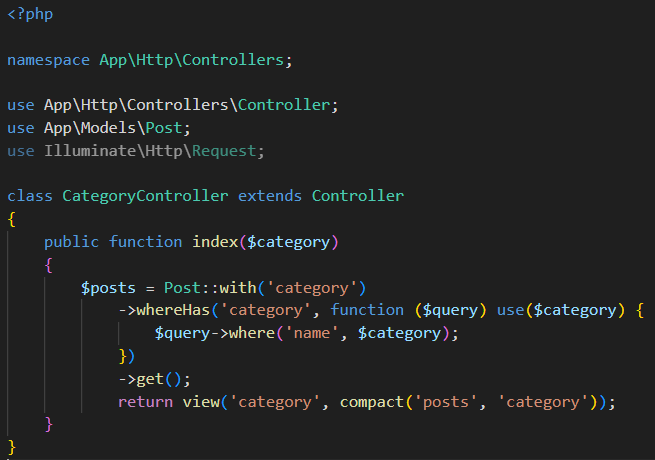 <?php
namespace App\Http\Controllers;
use App\Http\Controllers\Controller;
use App\Models\Post;
use Illuminate\Http\Request;
class CategoryController extends Controller
{
    public function index($category)
    {
        $posts = Post::with('category')
            ->whereHas('category', function ($query) use($category) {
                $query->where('name', $category);
            })
            ->get();
            return view('category', compact('posts', 'category'));
    }
}